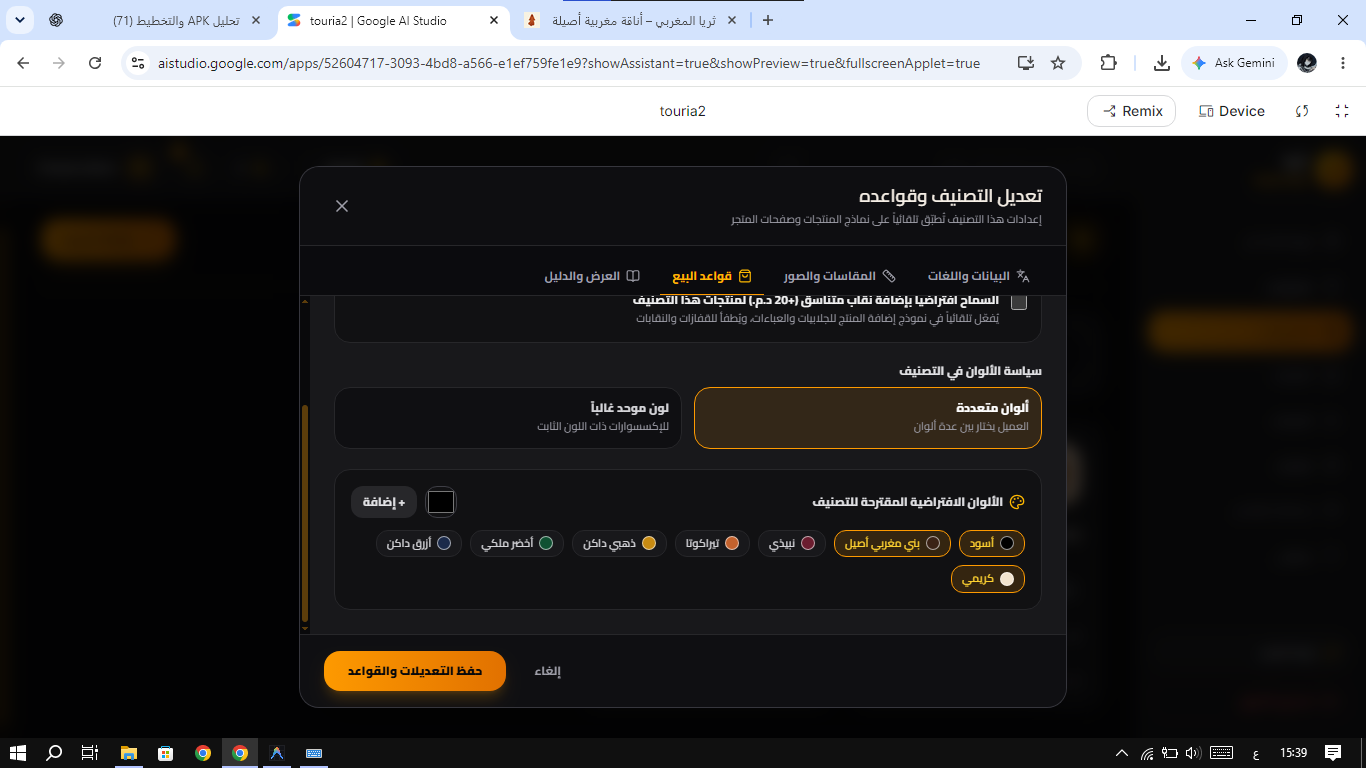 تحليل APK والتخطيط (71)
touria2 | Google AI Studio
ثريا المغربي – أناقة مغربية أصيلة
aistudio.google.com/apps/52604717-3093-4bd8-a566-e1ef759fe1e9?showAssistant=true&showPreview=true&fullscreenApplet=true
Ask Gemini
touria2
Remix
Device
تعديل التصنيف وقواعده
إعدادات هذا التصنيف تُطبّق تلقائياً على نماذج المنتجات وصفحات المتجر
البيانات واللغات
المقاسات والصور
قواعد البيع
العرض والدليل
السماح افتراضياً بإضافة نقاب متناسق (+20 د.م.) لمنتجات هذا التصنيف
يُفعّل تلقائياً في نموذج إضافة المنتج للجلابيات والعباءات، ويُطفأ للقفازات والنقابات
سياسة الألوان في التصنيف
ألوان متعددة
العميل يختار بين عدة ألوان
لون موحد غالباً
للإكسسوارات ذات اللون الثابت
الألوان الافتراضية المقترحة للتصنيف
+ إضافة
أسود
بني مغربي أصيل
نبيذي
تيراكوتا
ذهبي داكن
أخضر ملكي
أزرق داكن
كريمي
إلغاء
حفظ التعديلات والقواعد
ع
15:39